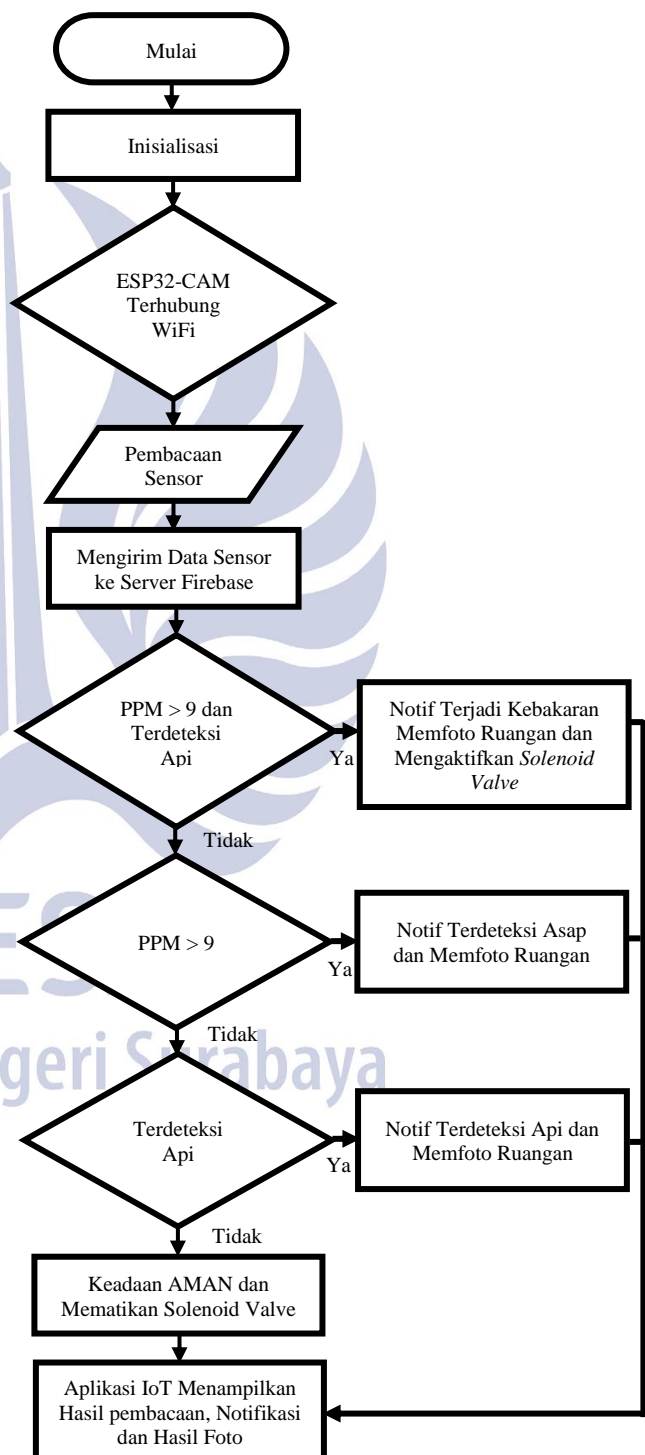 Mulai
Inisialisasi
ESP32-CAM
Terhubung
WiFi
Pembacaan
Sensor
Mengirim Data Sensor
ke Server Firebase
PPM > 9 dan
Terdeteksi
Api
Ya
Notif Terjadi Kebakaran
Memfoto Ruangan dan
Mengaktifkan Solenoid
Valve
Tidak
PPM > 9
Ya
Notif Terdeteksi Asap
dan Memfoto Ruangan
Tidak
ES
geri Surabaya
Terdeteksi
Api
Ya
Notif Terdeteksi Api dan
Memfoto Ruangan
Tidak
Keadaan AMAN dan
Mematikan Solenoid Valve
Aplikasi IoT Menampilkan
Hasil pembacaan, Notifikasi
dan Hasil Foto